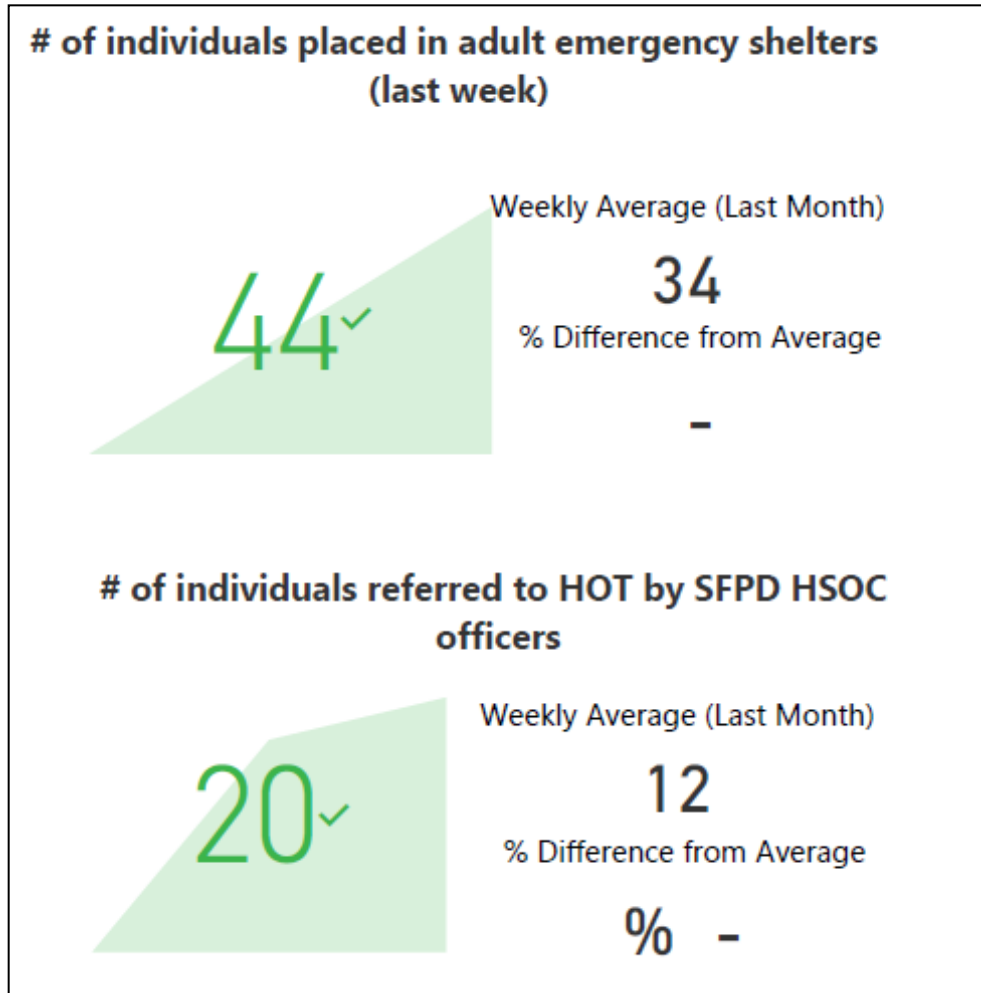 # of individuals placed in adult emergency shelters
(last week)
Weekly Average (Last Month)
44
34
% Difference from Average
-
# of individuals referred to HOT by SFPD HSOC
officers
Weekly Average (Last Month)
20
12
% Difference from Average
% -